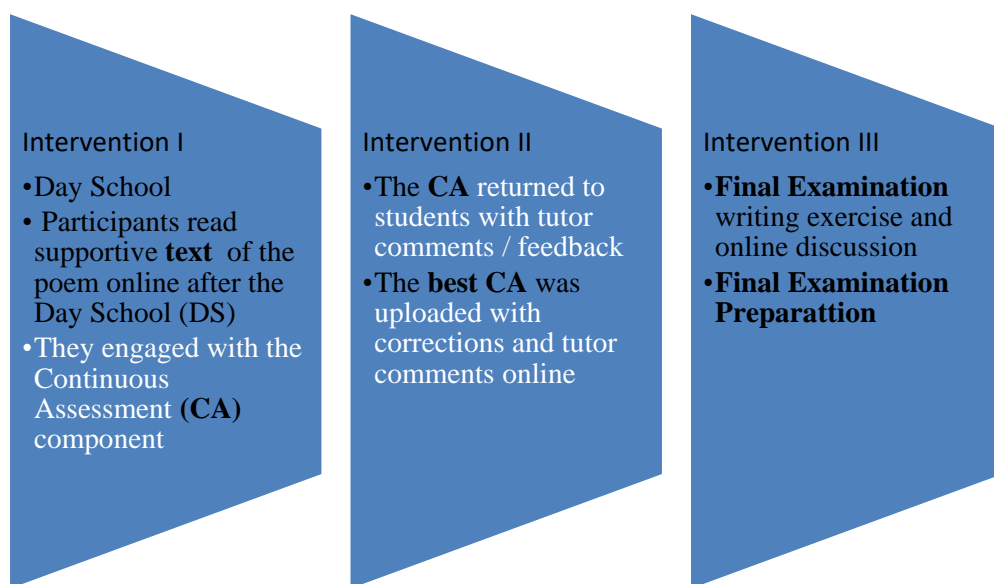 Intervention I
•Day School
• Participants read
supportive text of the
poem online after the
Day School (DS)
•They engaged with the
Continuous
Assessment (CA)
component
Intervention II
•The CA returned to
students with tutor
comments / feedback
•The best CA was
uploaded with
corrections and tutor
comments online
Intervention III
•Final Examination
writing exercise and
online discussion
•Final Examination
Preparattion